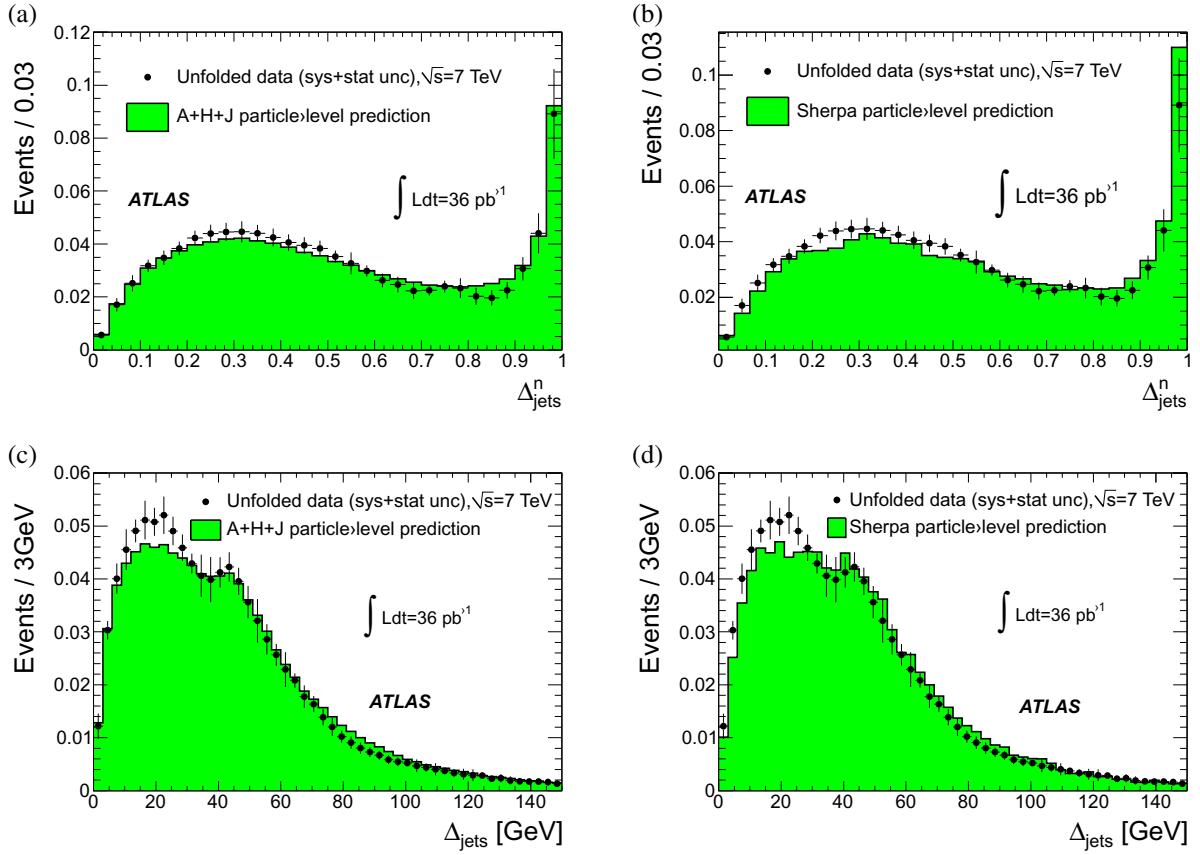 (a)
0.12
0.1
0.08
0.06
0.04
0.02
0
Events / 0.03
Unfolded data (sys+stat unc),√s=7 TeV
A+H+J particle›level prediction
ATLAS
∫ Ldt=36 pb›1
0 0.1 0.2 0.3 0.4 0.5 0.6 0.7 0.8 0.9 1
Δⁿjets
(b)
0.1
0.08
0.06
0.04
0.02
Events / 0.03
Unfolded data (sys+stat unc),√s=7 TeV
Sherpa particle›level prediction
ATLAS
∫ Ldt=36 pb›1
0 0.1 0.2 0.3 0.4 0.5 0.6 0.7 0.8 0.9 1
Δⁿjets
(c)
0.06
0.05
0.04
0.03
0.02
0.01
0
Events / 3GeV
Unfolded data (sys+stat unc),√s=7 TeV
A+H+J particle›level prediction
∫ Ldt=36 pb›1
ATLAS
0 20 40 60 80 100 120 140
Δjets [GeV]
(d)
0.06
0.05
0.04
0.03
0.02
0.01
0
Events / 3GeV
Unfolded data (sys+stat unc),√s=7 TeV
Sherpa particle›level prediction
∫ Ldt=36 pb›1
ATLAS
0 20 40 60 80 100 120 140
Δjets [GeV]